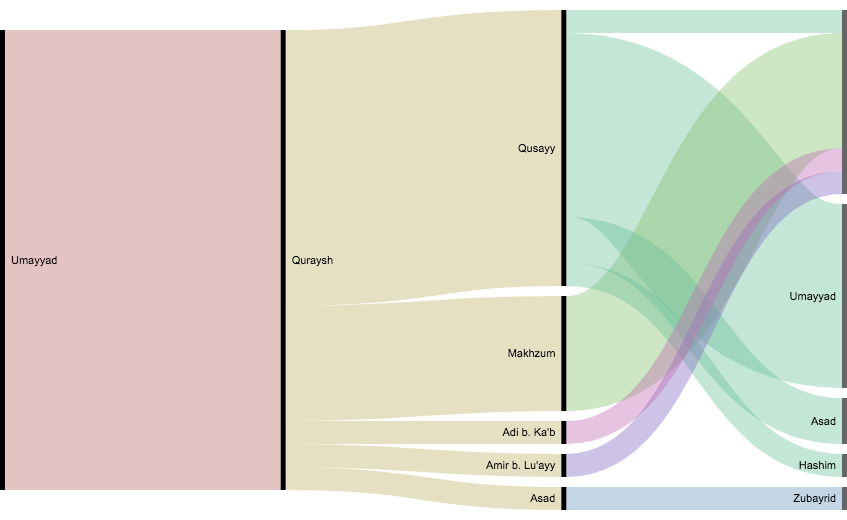 Umayyad
Quraysh
Qusayy
Makhzum
Adi b. Ka'b
Amir b. Lu'ayy
Asad
Umayyad
Asad
Hashim
Zubayrid